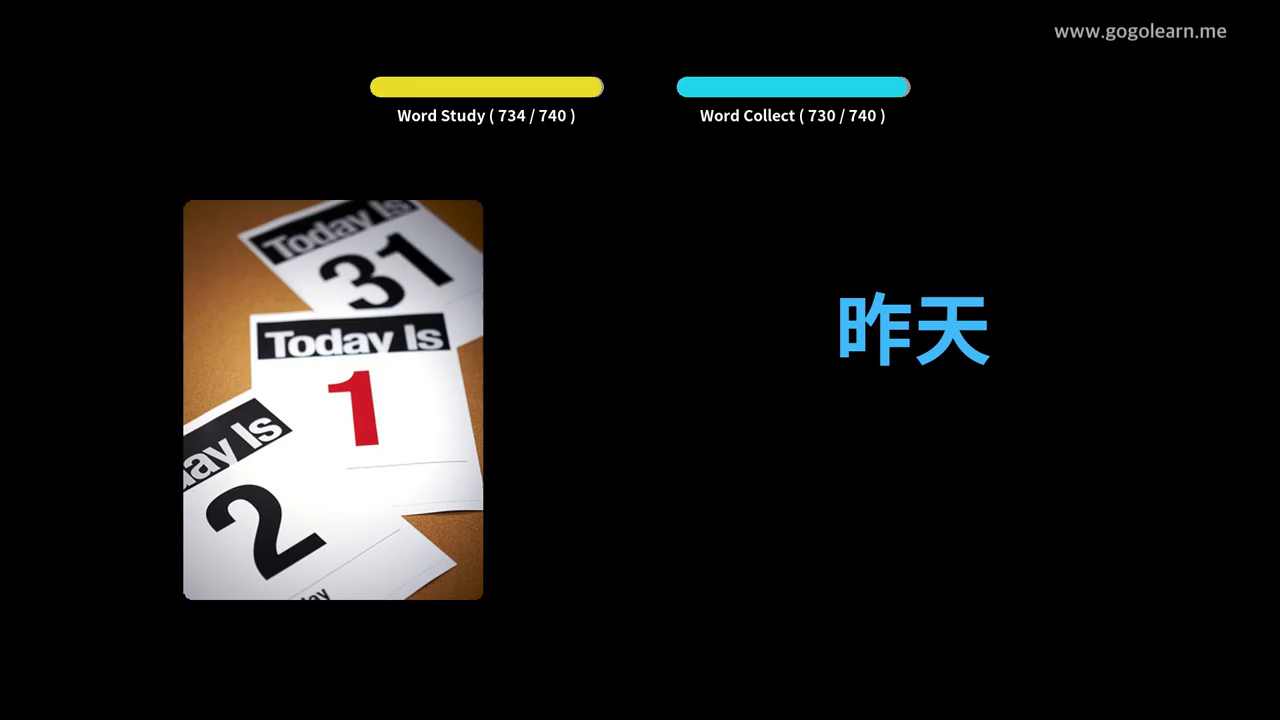 www.gogolearn.me
Word Study ( 734 / 740 )
Word Collect ( 730 / 740 )
Today Is
31
Today Is
1
ay Is
2
昨天